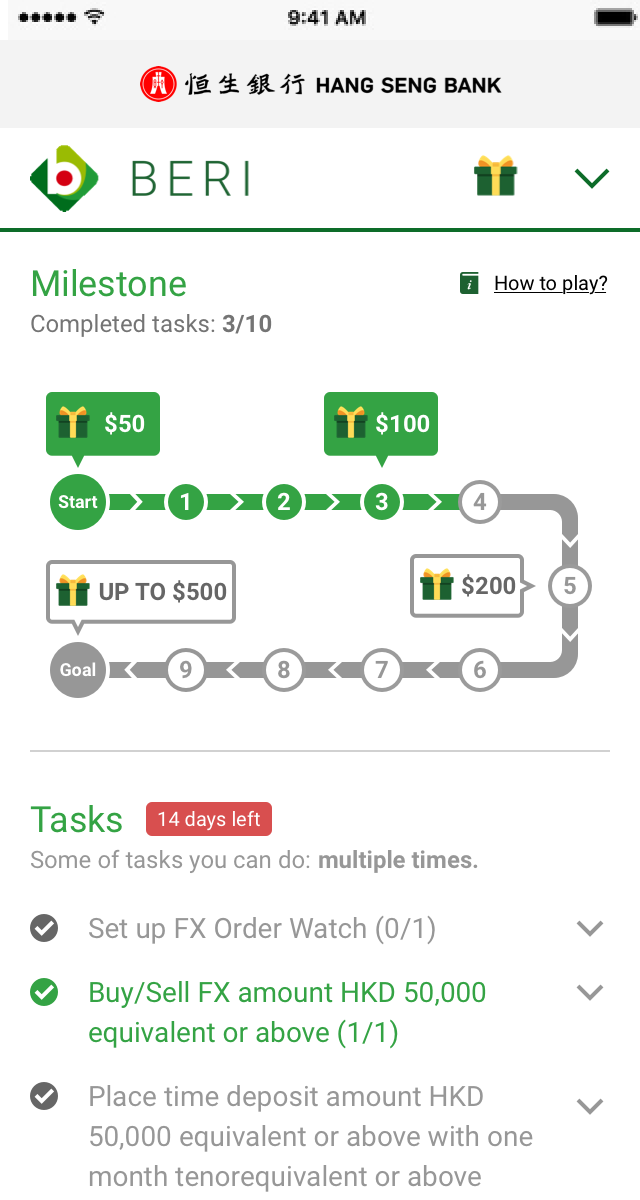 9:41 AM
恒生銀行 HANG SENG BANK
BERI
Milestone
How to play?
Completed tasks: 3/10
$50
$100
Start
1
2
3
4
UP TO $500
$200
5
Goal
9
8
7
6
Tasks
14 days left
Some of tasks you can do: multiple times.
Set up FX Order Watch (0/1)
Buy/Sell FX amount HKD 50,000
equivalent or above (1/1)
Place time deposit amount HKD
50,000 equivalent or above with one
month tenorequivalent or above